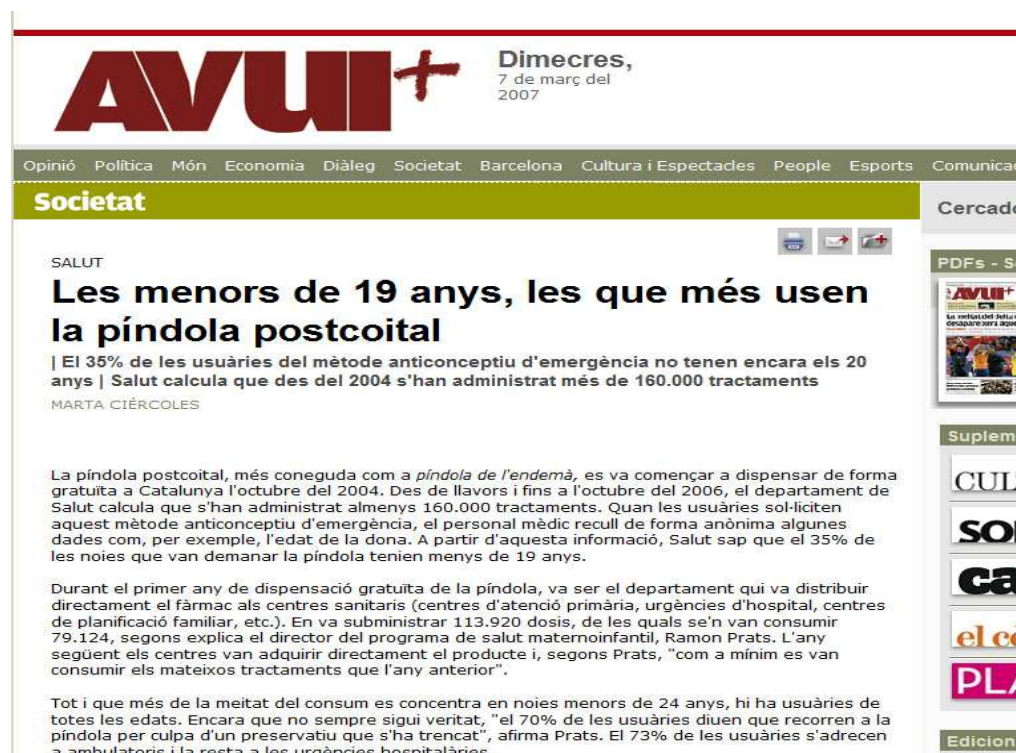 AVUI+
Dimecres,
7 de març del
2007
Opinió Política Món Economia Diàleg Societat Barcelona Cultura i Espectacles People Esports
Societat
SALUT
Les menors de 19 anys, les que més usen
la píndola postcoital
| El 35% de les usuàries del mètode anticonceptiu d'emergència no tenen encara els 20
anys | Salut calcula que des del 2004 s'han administrat més de 160.000 tractaments
MARTA CIÉRCOLES
La píndola postcoital, més coneguda com a píndola de l'endemà, es va començar a dispensar de forma
gratuïta a Catalunya l'octubre del 2004. Des de llavors i fins a l'octubre del 2006, el departament de
Salut calcula que s'han administrat almenys 160.000 tractaments. Quan les usuàries sol·liciten
aquest mètode anticonceptiu d'emergència, el personal mèdic recull de forma anònima algunes
dades com, per exemple, l'edat de la dona. A partir d'aquesta informació, Salut sap que el 35% de
les noies que van demanar la píndola tenien menys de 19 anys.
Durant el primer any de dispensació gratuïta de la píndola, va ser el departament qui va distribuir
directament el fàrmac als centres sanitaris (centres d'atenció primària, urgències d'hospital, centres
de planificació familiar, etc.). En va subministrar 113.920 dosis, de les quals se'n van consumir
79.124, segons explica el director del programa de salut maternoinfantil, Ramon Prats. L'any
següent els centres van adquirir directament el producte i, segons Prats, "com a mínim es van
consumir els mateixos tractaments que l'any anterior".
Tot i que més de la meitat del consum es concentra en noies menors de 24 anys, hi ha usuàries de
totes les edats. Encara que no sempre sigui veritat, "el 70% de les usuàries diuen que recorren a la
píndola per culpa d'un preservatiu que s'ha trencat", afirma Prats. El 73% de les usuàries s'adrecen
a ambulatoris i la resta a les urgències hospitalàries.
PDFs -
AVUI+